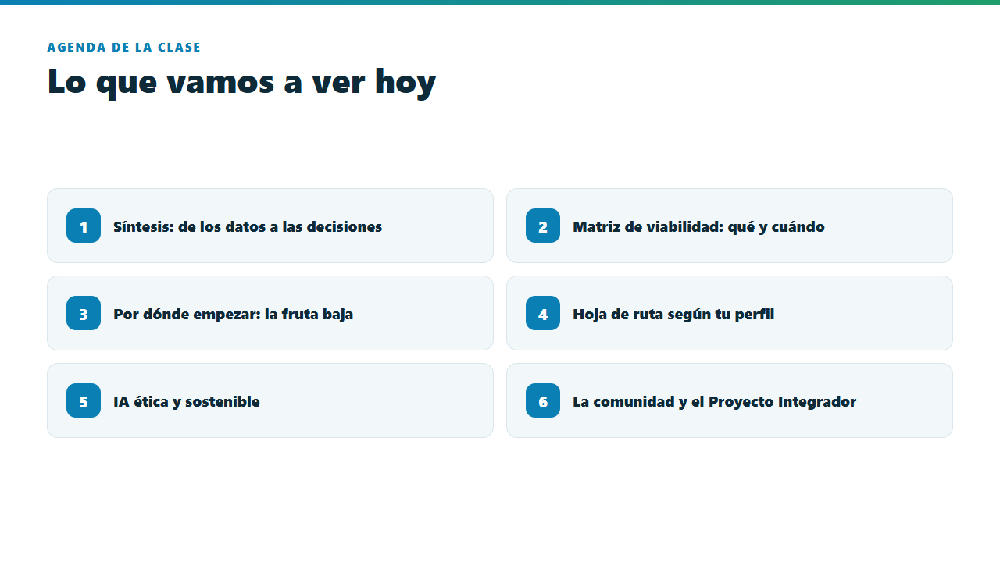 AGENDA DE LA CLASE
Lo que vamos a ver hoy
1 Síntesis: de los datos a las decisiones
2 Matriz de viabilidad: qué y cuándo
3 Por dónde empezar: la fruta baja
4 Hoja de ruta según tu perfil
5 IA ética y sostenible
6 La comunidad y el Proyecto Integrador